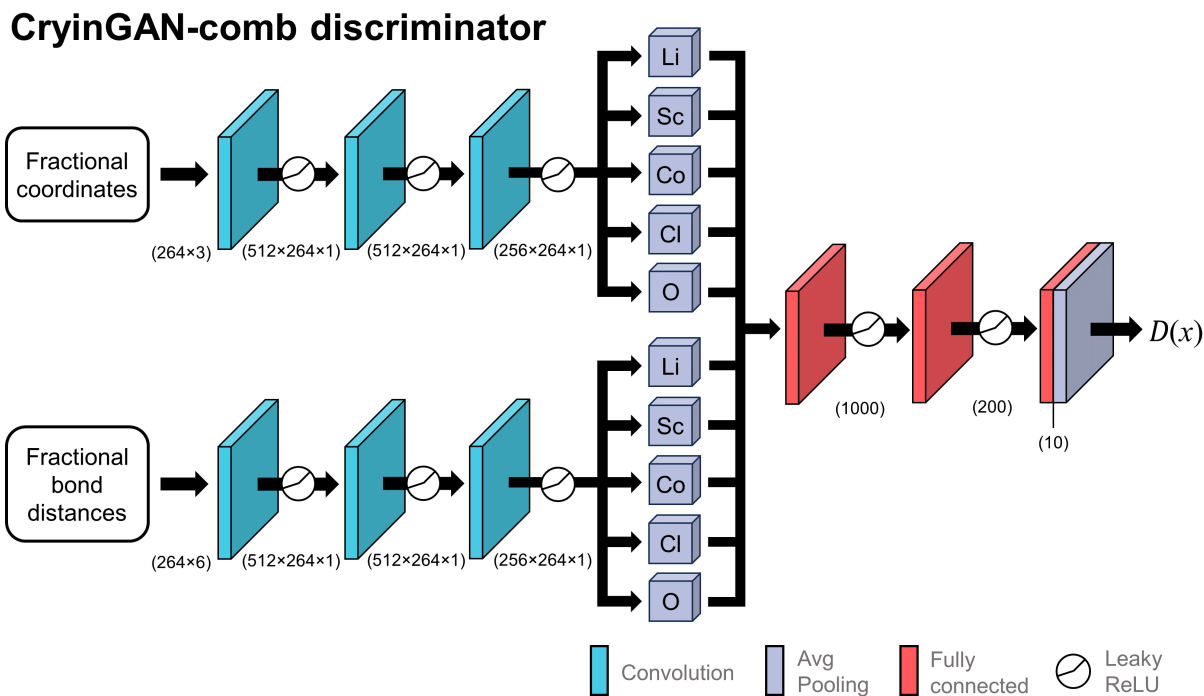 CryinGAN-comb discriminator
Fractional
coordinates
(264×3)
(512×264×1)
(512×264×1)
(256×264×1)
Li
Sc
Co
Cl
O
Fractional
bond
distances
(264×6)
(512×264×1)
(512×264×1)
(256×264×1)
Li
Sc
Co
Cl
O
(1000)
(200)
(10)
D(x)
Convolution
Avg
Pooling
Fully
connected
Leaky
ReLU